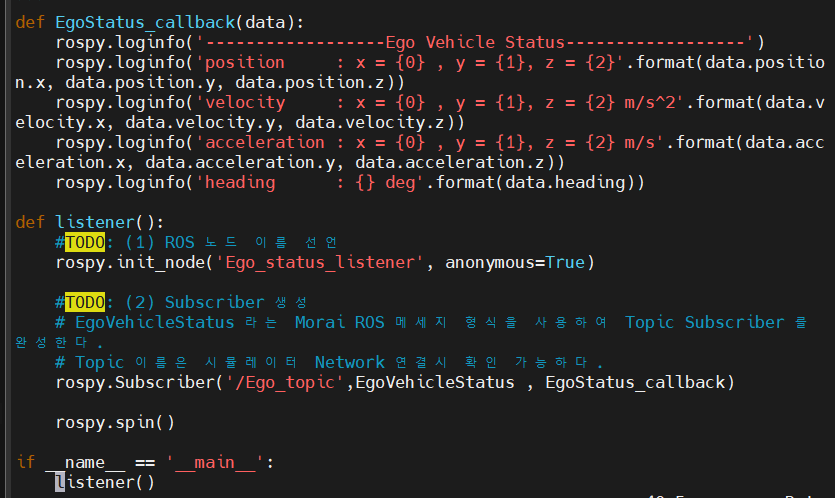 def EgoStatus_callback(data):
    rospy.loginfo('------------------Ego Vehicle Status------------------')
    rospy.loginfo('position     : x = {0} , y = {1}, z = {2}'.format(data.positio
n.x, data.position.y, data.position.z))
    rospy.loginfo('velocity     : x = {0} , y = {1}, z = {2} m/s^2'.format(data.v
elocity.x, data.velocity.y, data.velocity.z))
    rospy.loginfo('acceleration : x = {0} , y = {1}, z = {2} m/s'.format(data.acc
eleration.x, data.acceleration.y, data.acceleration.z))
    rospy.loginfo('heading      : {} deg'.format(data.heading))
def listener():
    #TODO: (1) ROS 노드 이름 선언
    rospy.init_node('Ego_status_listener', anonymous=True)
    #TODO: (2) Subscriber 생성
    # EgoVehicleStatus 라는 Morai ROS 메세지 형식을 사용하여 Topic Subscriber 를
완성한다.
    # Topic 이름은 시뮬레이터 Network 연결시 확인 가능하다.
    rospy.Subscriber('/Ego_topic',EgoVehicleStatus , EgoStatus_callback)
    rospy.spin()
if __name__ == '__main__':
    listener()